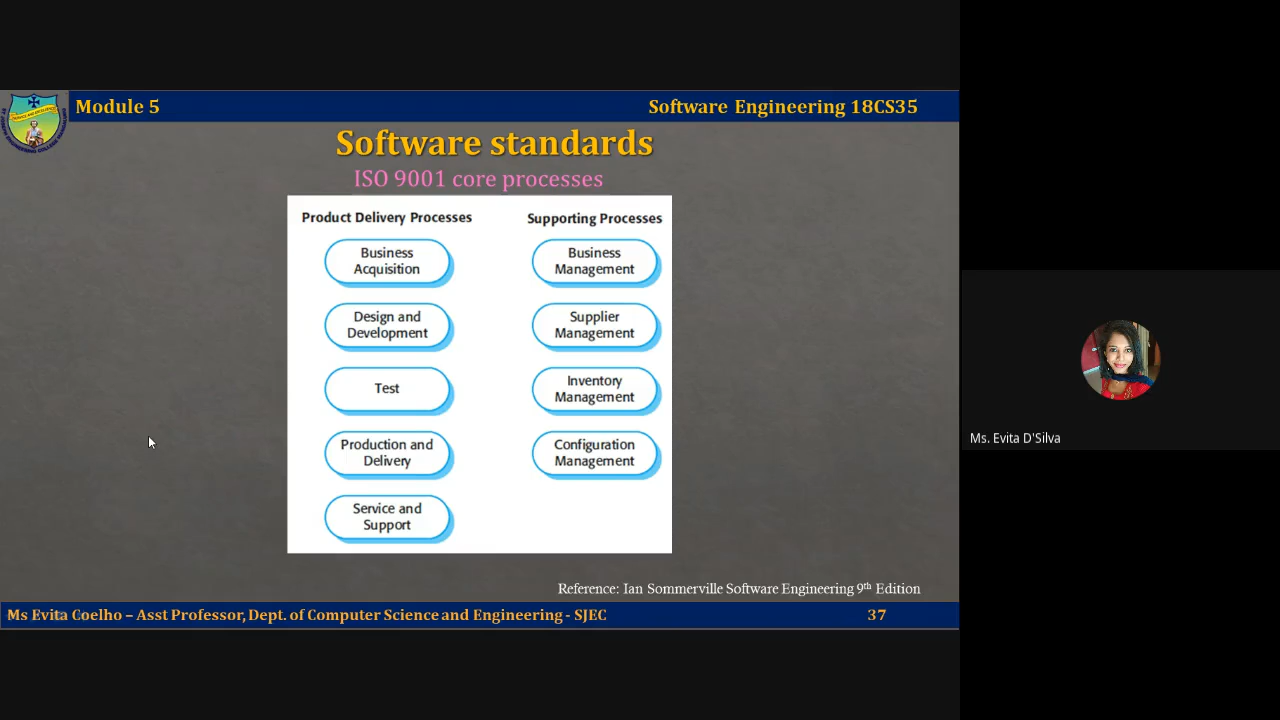 Module 5
Software Engineering 18CS35
Software standards
ISO 9001 core processes
Product Delivery Processes
Business
Acquisition
Design and
Development
Test
Production and
Delivery
Service and
Support
Supporting Processes
Business
Management
Supplier
Management
Inventory
Management
Configuration
Management
Reference: Ian Sommerville Software Engineering 9th Edition
Ms Evita Coelho – Asst Professor, Dept. of Computer Science and Engineering - SJEC
37
Ms. Evita D'Silva